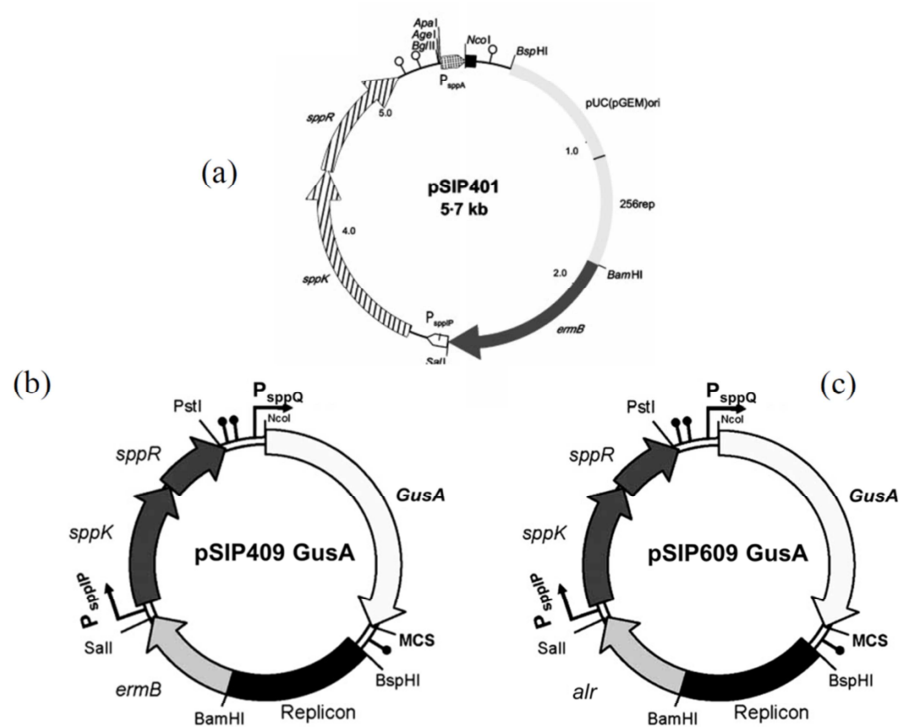 (a)
ApaI
AgeI
BglII
NcoI
BspHI
PsppA
pUC(pGEM)ori
sppR
5.0
1.0
pSIP401
5·7 kb
256rep
4.0
sppK
2.0
BamHI
PsppIP
ermB
SalI
(b)
PsppQ
PstI
NcoI
sppR
GusA
sppK
pSIP409 GusA
PsppIP
SalI
MCS
BspHI
ermB
Replicon
BamHI
(c)
PsppQ
PstI
NcoI
sppR
GusA
sppK
pSIP609 GusA
PsppIP
SalI
MCS
BspHI
alr
Replicon
BamHI